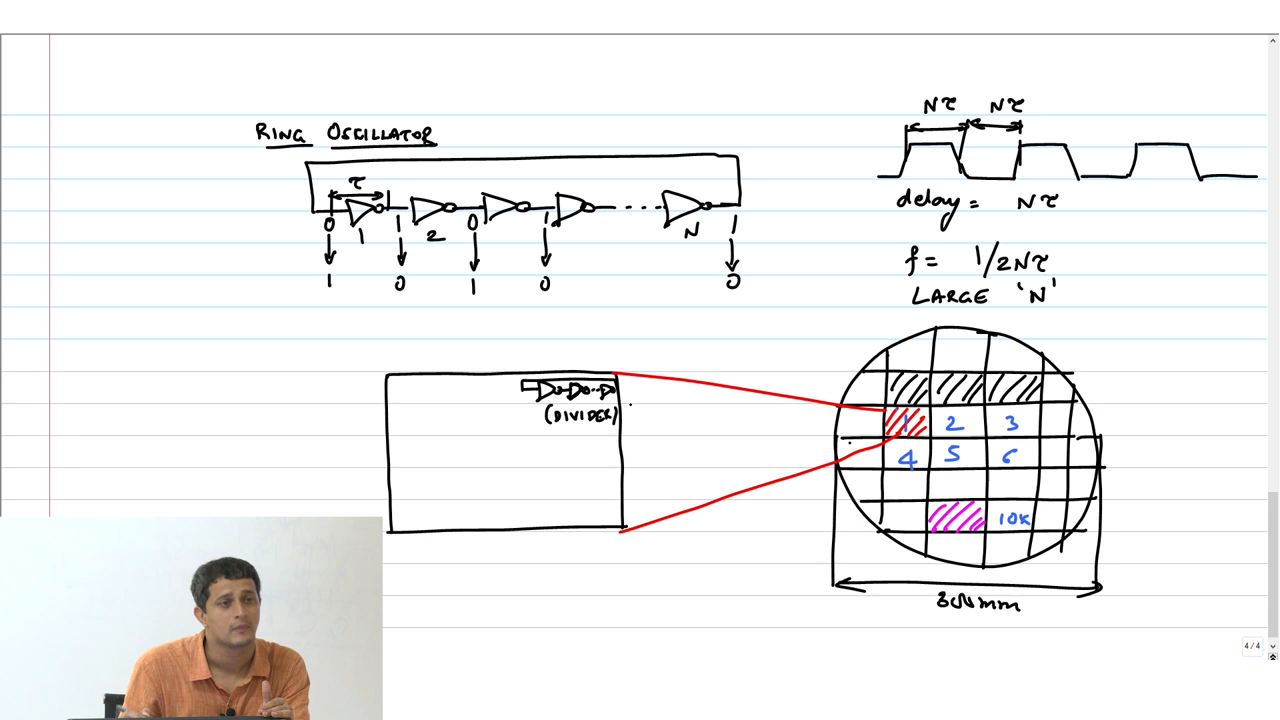 RING OSCILLATOR
τ
0 1 0 1 1
1 2 N
1 0 1 0 0
Nτ Nτ
delay = Nτ
f = 1/2Nτ
LARGE 'N'
(DIVIDER)
1 2 3
4 5 6
10K
300mm
4/4